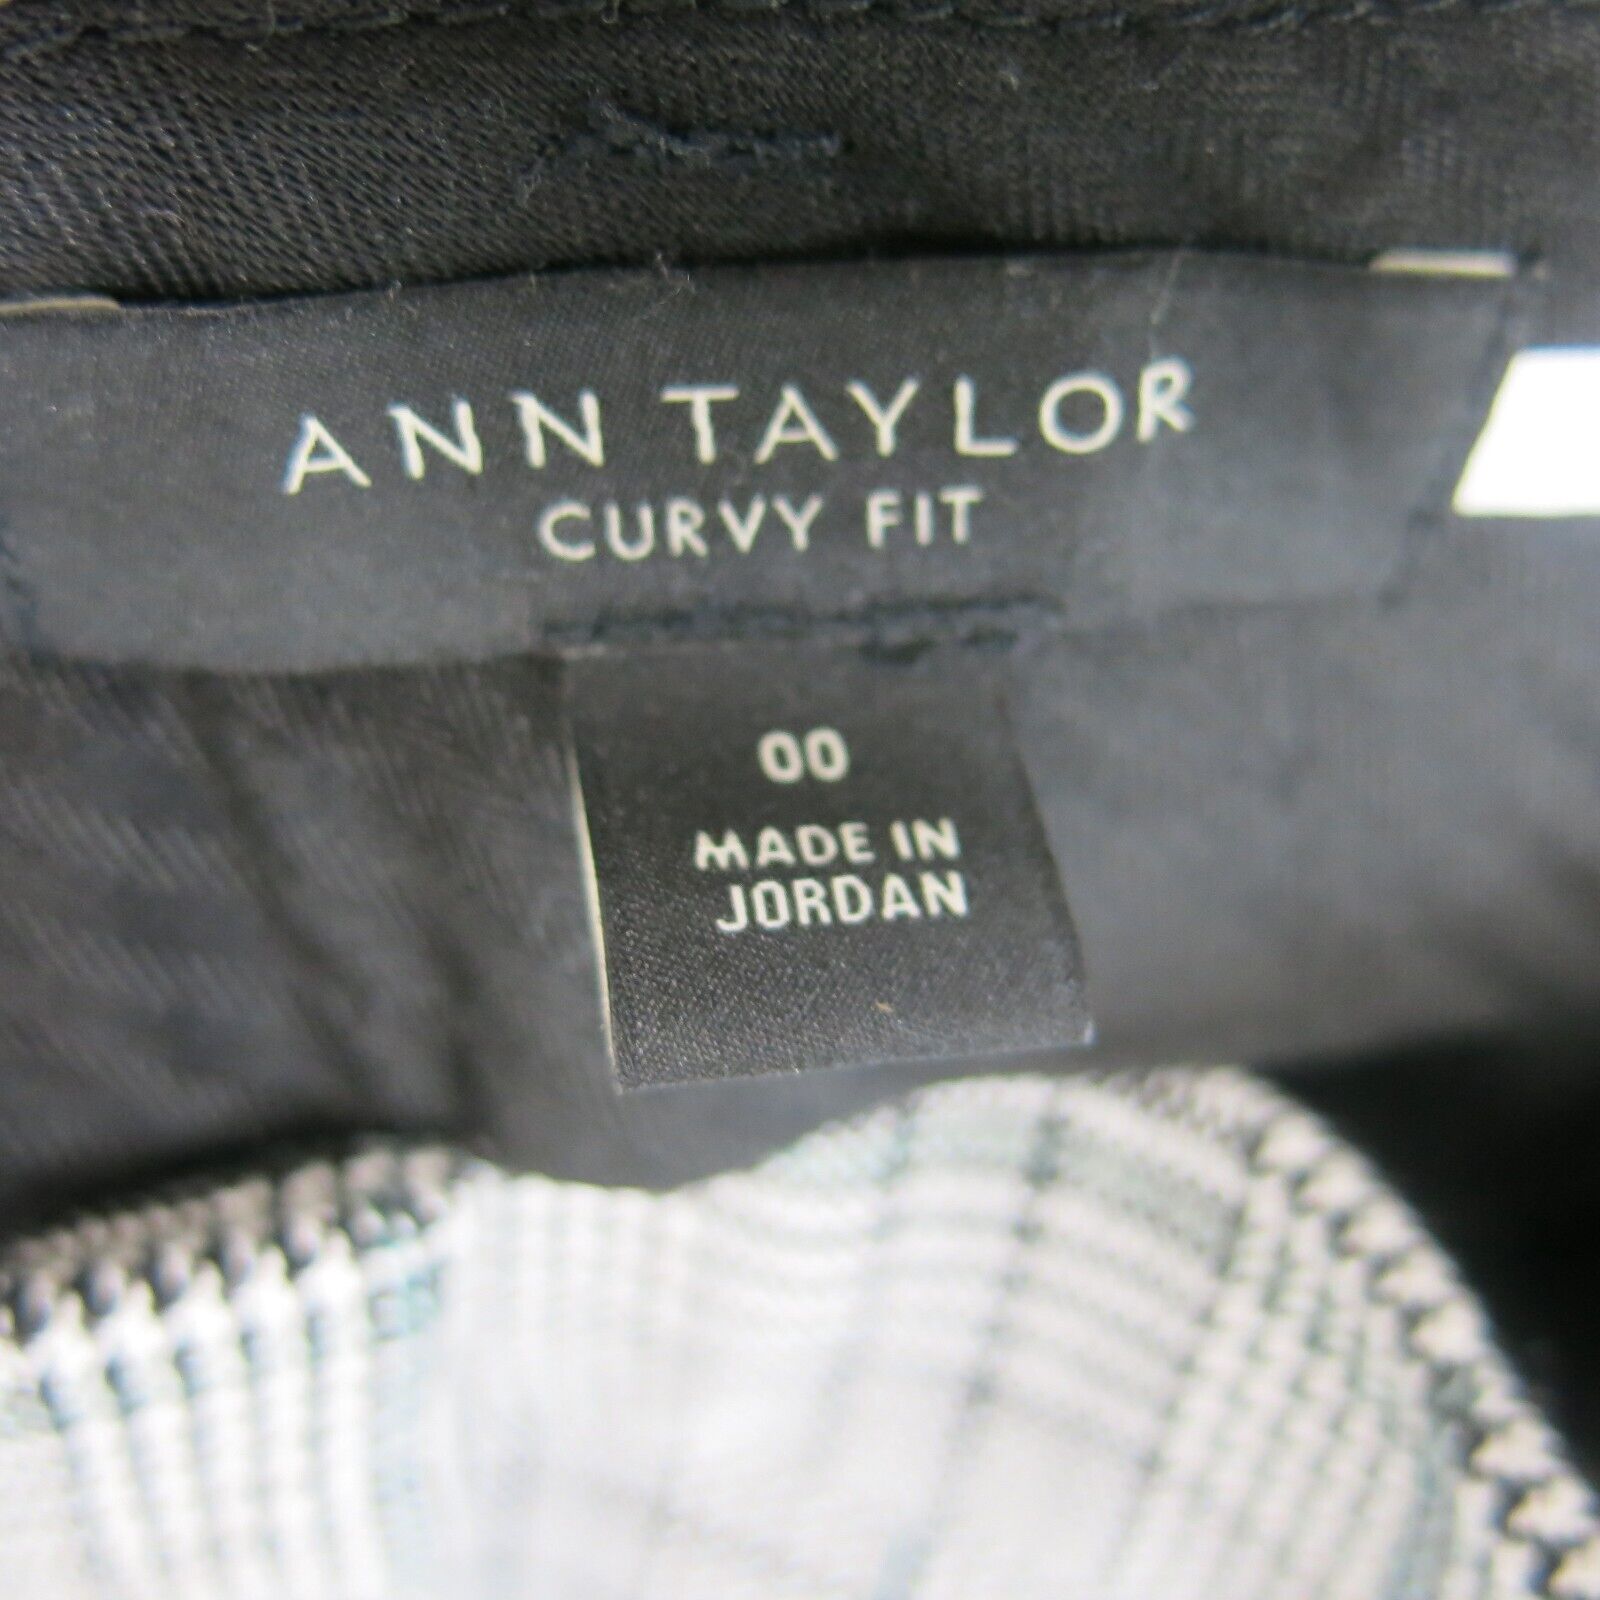 ANN TAYLOR
CURVY FIT
00
MADE IN
JORDAN